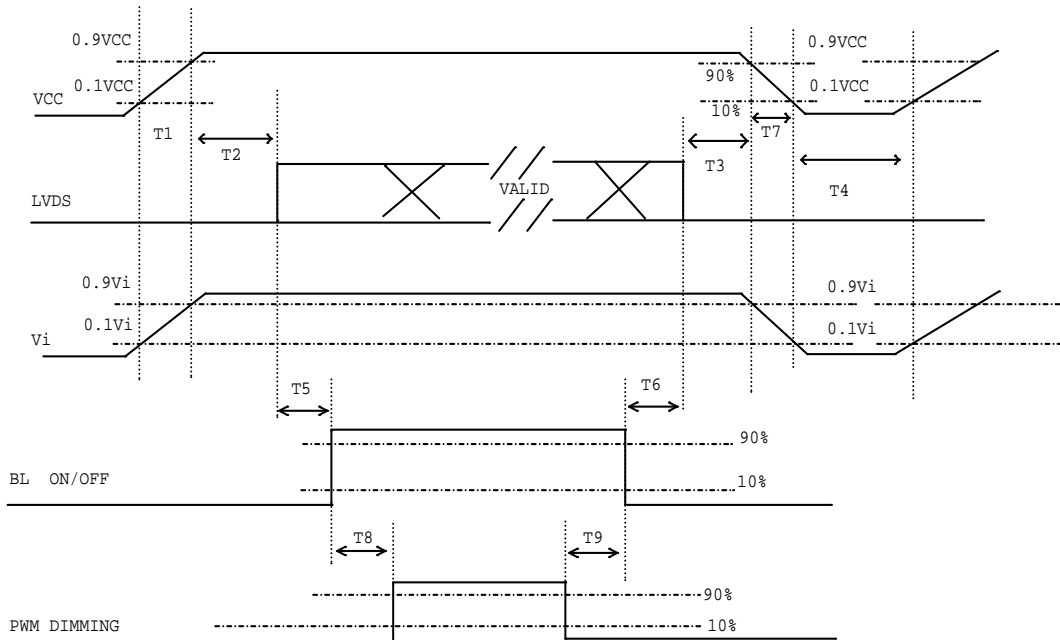 0.9VCC
0.9VCC
90%
0.1VCC
0.1VCC
VCC
10%
T1
T2
T3
T7
T4
LVDS
VALID
0.9Vi
0.9Vi
0.1Vi
0.1Vi
Vi
T5
T6
90%
BL ON/OFF
10%
T8
T9
90%
PWM DIMMING
10%